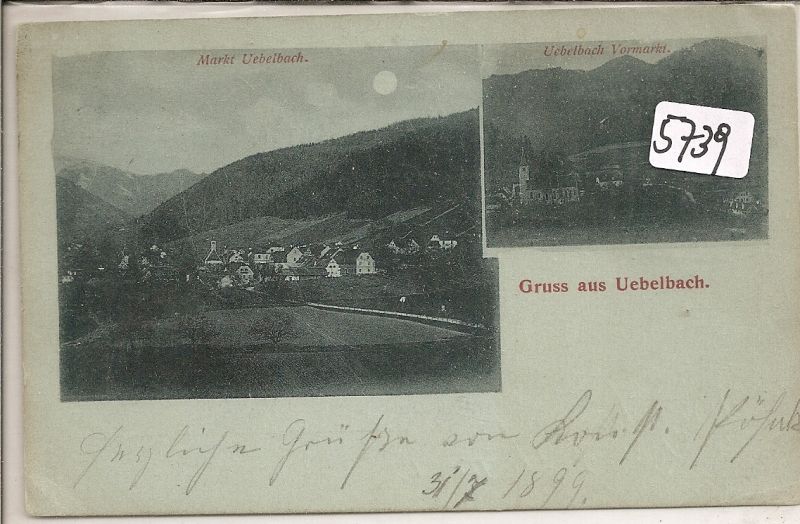 Markt Uebelbach.
Uebelbach Vormarkt.
5739
Gruss aus Uebelbach.
Herzliche Grüße von
31/7 1899.